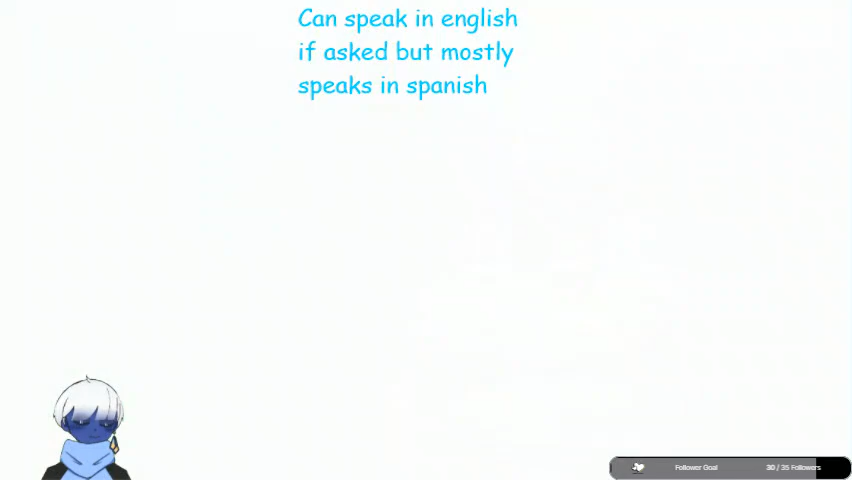 Can speak in english
if asked but mostly
speaks in spanish
Follower Goal 30 / 35 Followers